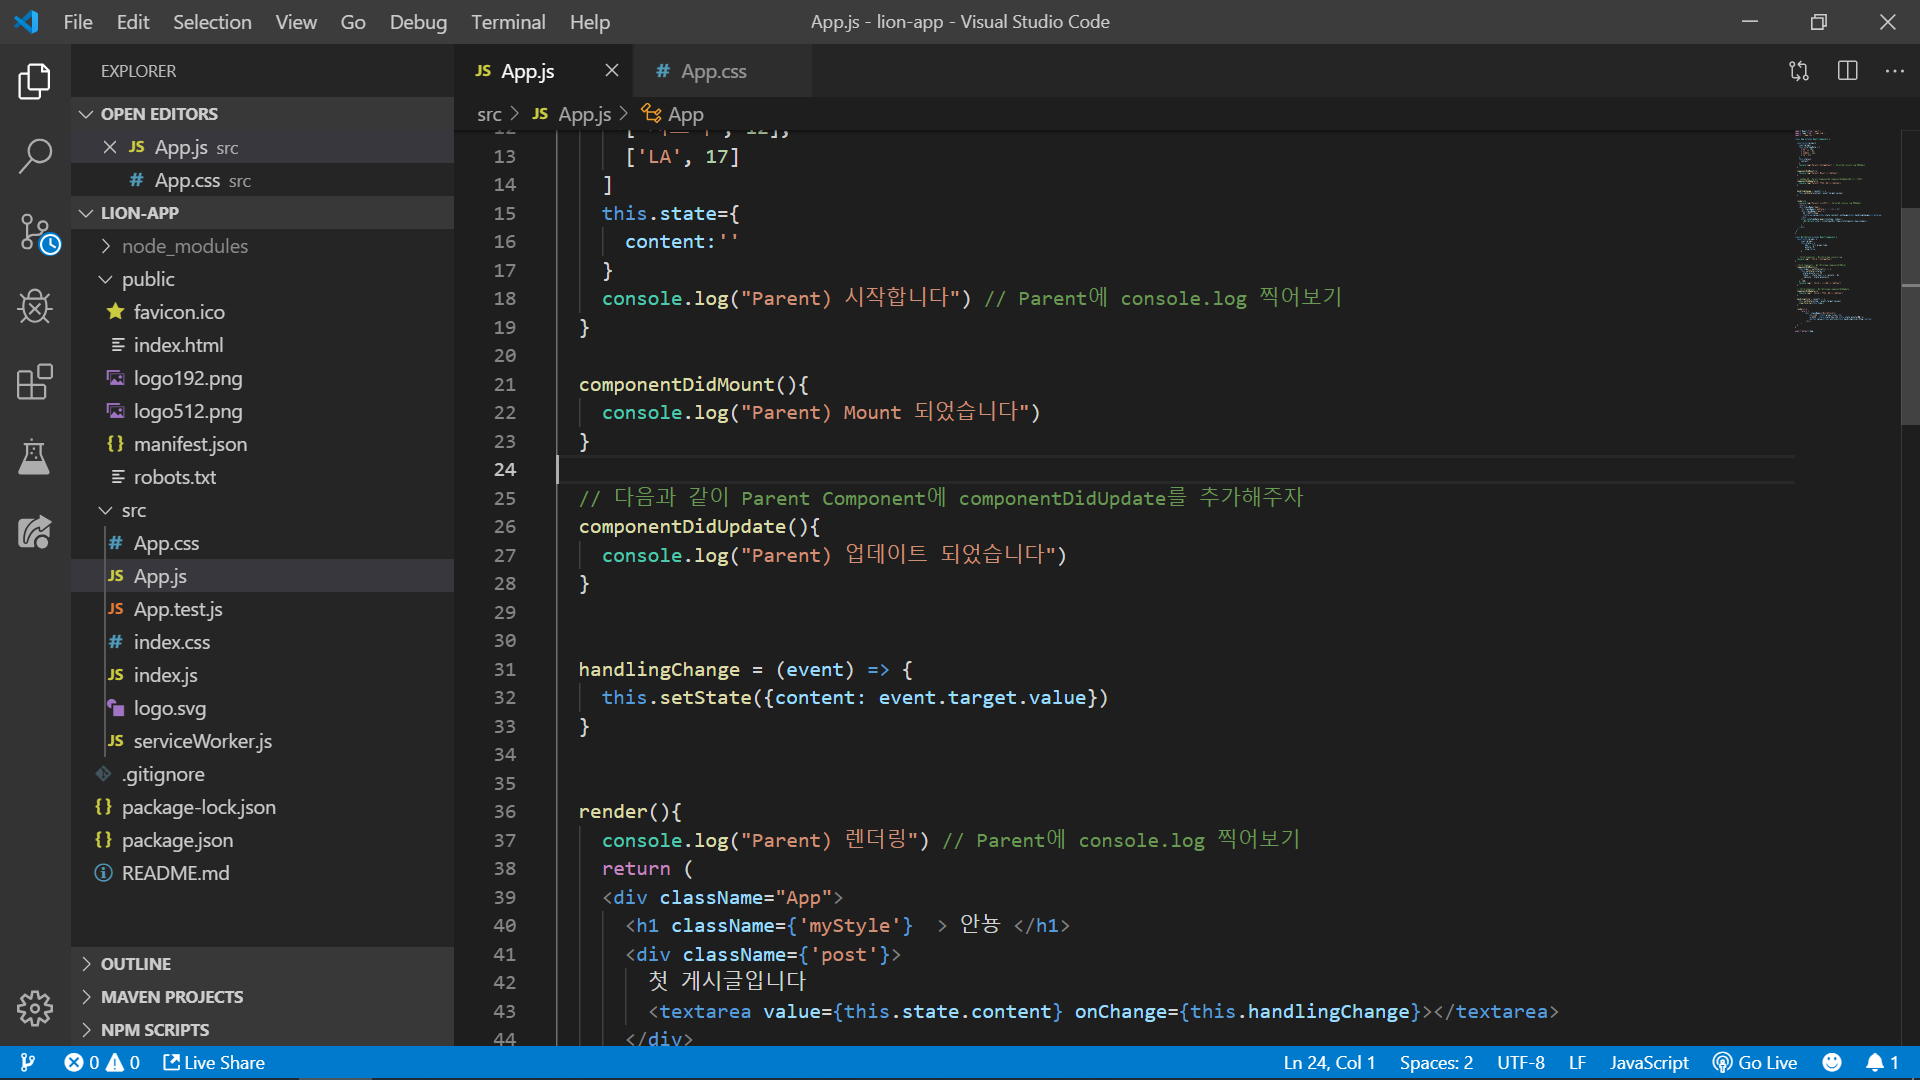 File Edit Selection View Go Debug Terminal Help
App.js - lion-app - Visual Studio Code
EXPLORER
OPEN EDITORS
JS App.js src
# App.css src
LION-APP
node_modules
public
favicon.ico
index.html
logo192.png
logo512.png
{} manifest.json
robots.txt
src
# App.css
JS App.js
JS App.test.js
# index.css
JS index.js
logo.svg
JS serviceWorker.js
.gitignore
{} package-lock.json
{} package.json
README.md
OUTLINE
MAVEN PROJECTS
NPM SCRIPTS
JS App.js
# App.css
src > JS App.js > App
13 ['LA', 17]
14 ]
15 this.state={
16 content:''
17 }
18 console.log("Parent) 시작합니다") // Parent에 console.log 찍어보기
19 }
20
21 componentDidMount(){
22 console.log("Parent) Mount 되었습니다")
23 }
24
25 // 다음과 같이 Parent Component에 componentDidUpdate를 추가해주자
26 componentDidUpdate(){
27 console.log("Parent) 업데이트 되었습니다")
28 }
29
30
31 handlingChange = (event) => {
32 this.setState({content: event.target.value})
33 }
34
35
36 render(){
37 console.log("Parent) 렌더링") // Parent에 console.log 찍어보기
38 return (
39 <div className="App">
40 <h1 className={'myStyle'} > 안뇽 </h1>
41 <div className={'post'}>
42 첫 게시글입니다
43 <textarea value={this.state.content} onChange={this.handlingChange}></textarea>
44 </div>
0 0 Live Share
Ln 24, Col 1 Spaces: 2 UTF-8 LF JavaScript Go Live 1